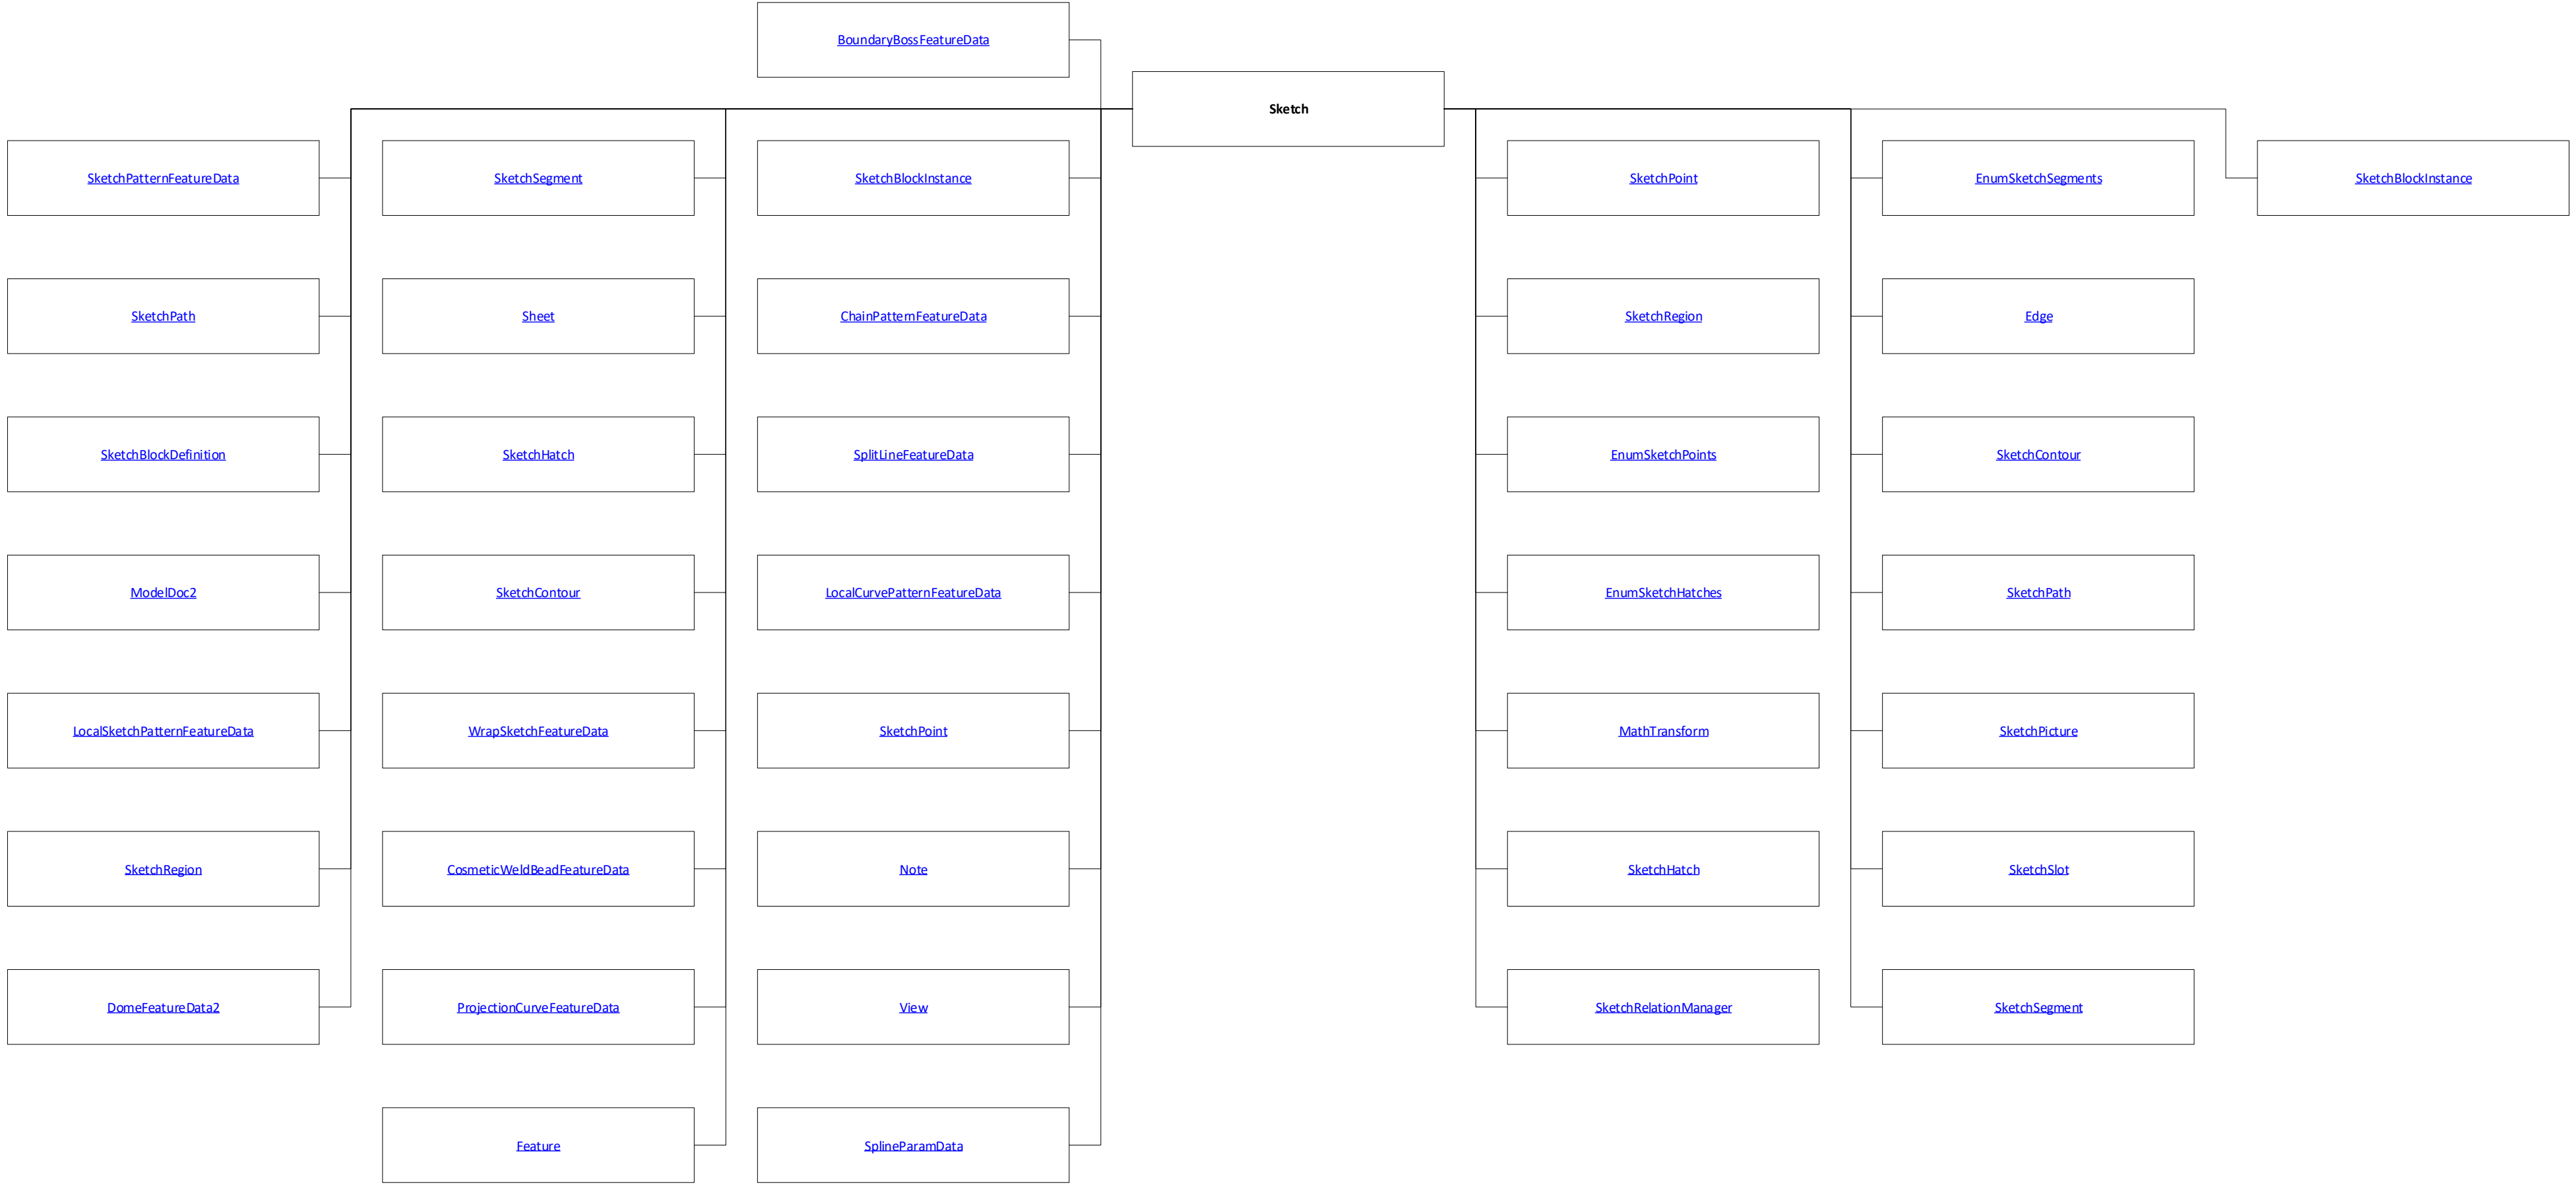 BoundaryBossFeatureData
Sketch
SketchPatternFeatureData
SketchSegment
SketchBlockInstance
SketchPoint
EnumSketchSegments
SketchBlockInstance
SketchPath
Sheet
ChainPatternFeatureData
SketchRegion
Edge
SketchBlockDefinition
SketchHatch
SplitLineFeatureData
EnumSketchPoints
SketchContour
ModelDoc2
SketchContour
LocalCurvePatternFeatureData
EnumSketchHatches
SketchPath
LocalSketchPatternFeatureData
WrapSketchFeatureData
SketchPoint
MathTransform
SketchPicture
SketchRegion
CosmeticWeldBeadFeatureData
Note
SketchHatch
SketchSlot
DomeFeatureData2
ProjectionCurveFeatureData
View
SketchRelationManager
SketchSegment
Feature
SplineParamData